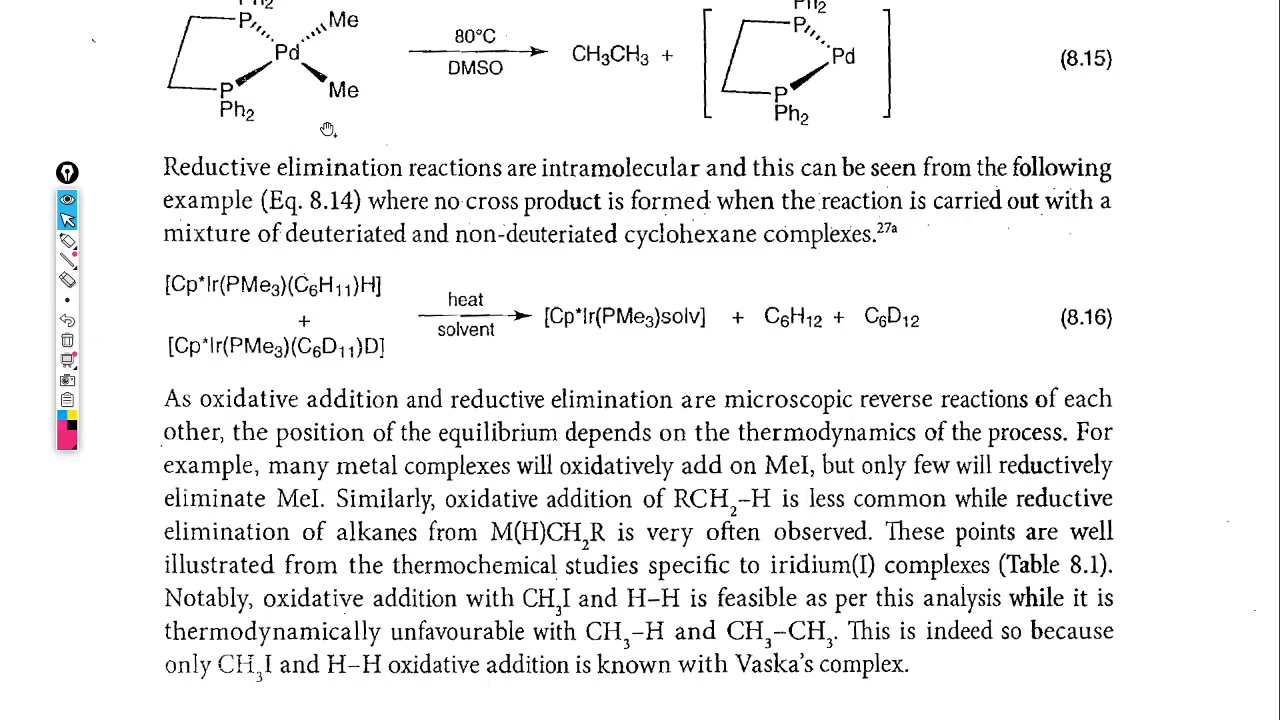 Ph2 Ph2
P Me 80°C P
Pd CH3CH3 + Pd (8.15)
P Me DMSO P
Ph2 Ph2
Reductive elimination reactions are intramolecular and this can be seen from the following
example (Eq. 8.14) where no cross product is formed when the reaction is carried out with a
mixture of deuteriated and non-deuteriated cyclohexane complexes.27a
[Cp*Ir(PMe3)(C6H11)H]
+ heat
solvent [Cp*Ir(PMe3)solv] + C6H12 + C6D12 (8.16)
[Cp*Ir(PMe3)(C6D11)D]
As oxidative addition and reductive elimination are microscopic reverse reactions of each
other, the position of the equilibrium depends on the thermodynamics of the process. For
example, many metal complexes will oxidatively add on MeI, but only few will reductively
eliminate MeI. Similarly, oxidative addition of RCH2–H is less common while reductive
elimination of alkanes from M(H)CH2R is very often observed. These points are well
illustrated from the thermochemical studies specific to iridium(I) complexes (Table 8.1).
Notably, oxidative addition with CH3I and H–H is feasible as per this analysis while it is
thermodynamically unfavourable with CH3–H and CH3–CH3. This is indeed so because
only CH3I and H–H oxidative addition is known with Vaska's complex.